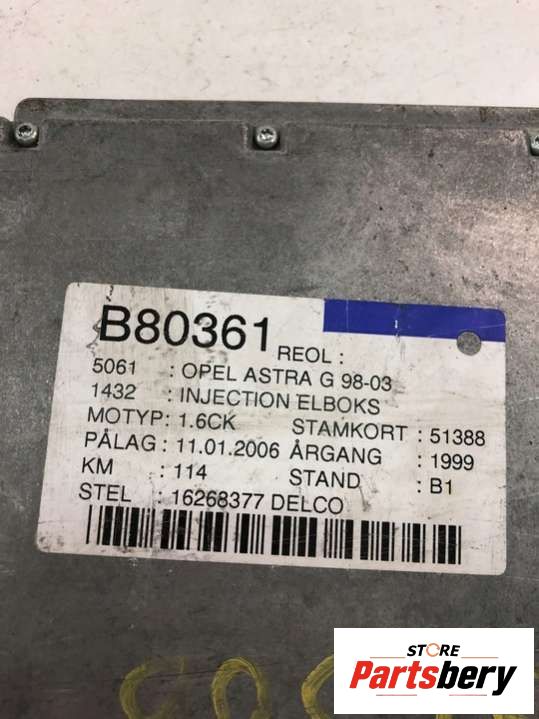 B80361 REOL :
5061 : OPEL ASTRA G 98-03
1432 : INJECTION ELBOKS
MOTYP : 1.6CK STAMKORT : 51388
PÅLAG : 11.01.2006 ÅRGANG : 1999
KM : 114 STAND : B1
STEL : 16268377 DELCO
STORE
Partsbery